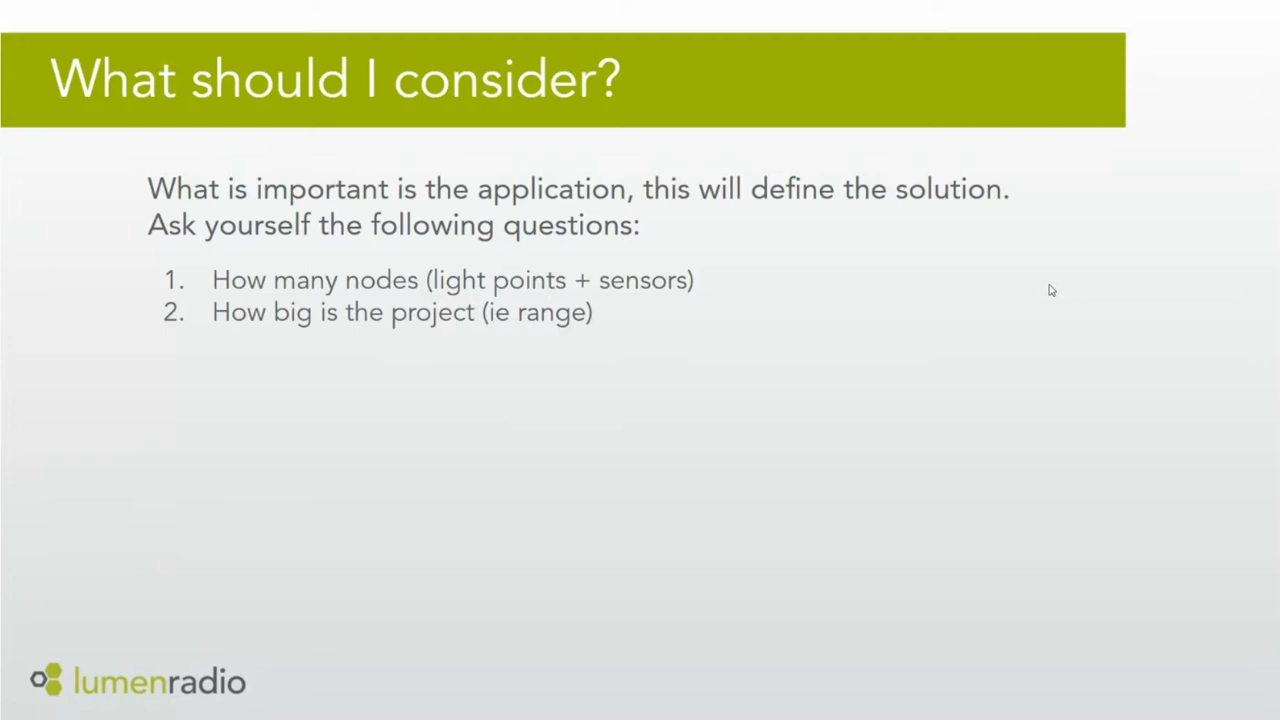 What should I consider?
What is important is the application, this will define the solution.
Ask yourself the following questions:
1. How many nodes (light points + sensors)
2. How big is the project (ie range)
lumenradio